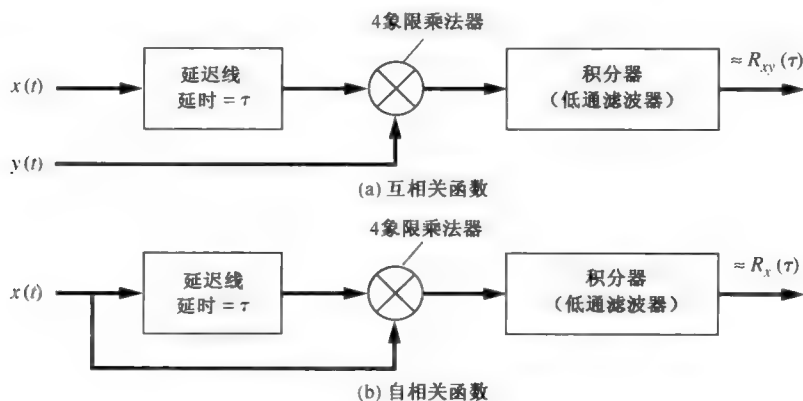 4象限乘法器
x(t)
延迟线
延时 = τ
积分器
(低通滤波器)
≈ Rxy(τ)
y(t)
(a) 互相关函数
4象限乘法器
x(t)
延迟线
延时 = τ
积分器
(低通滤波器)
≈ Rx(τ)
(b) 自相关函数